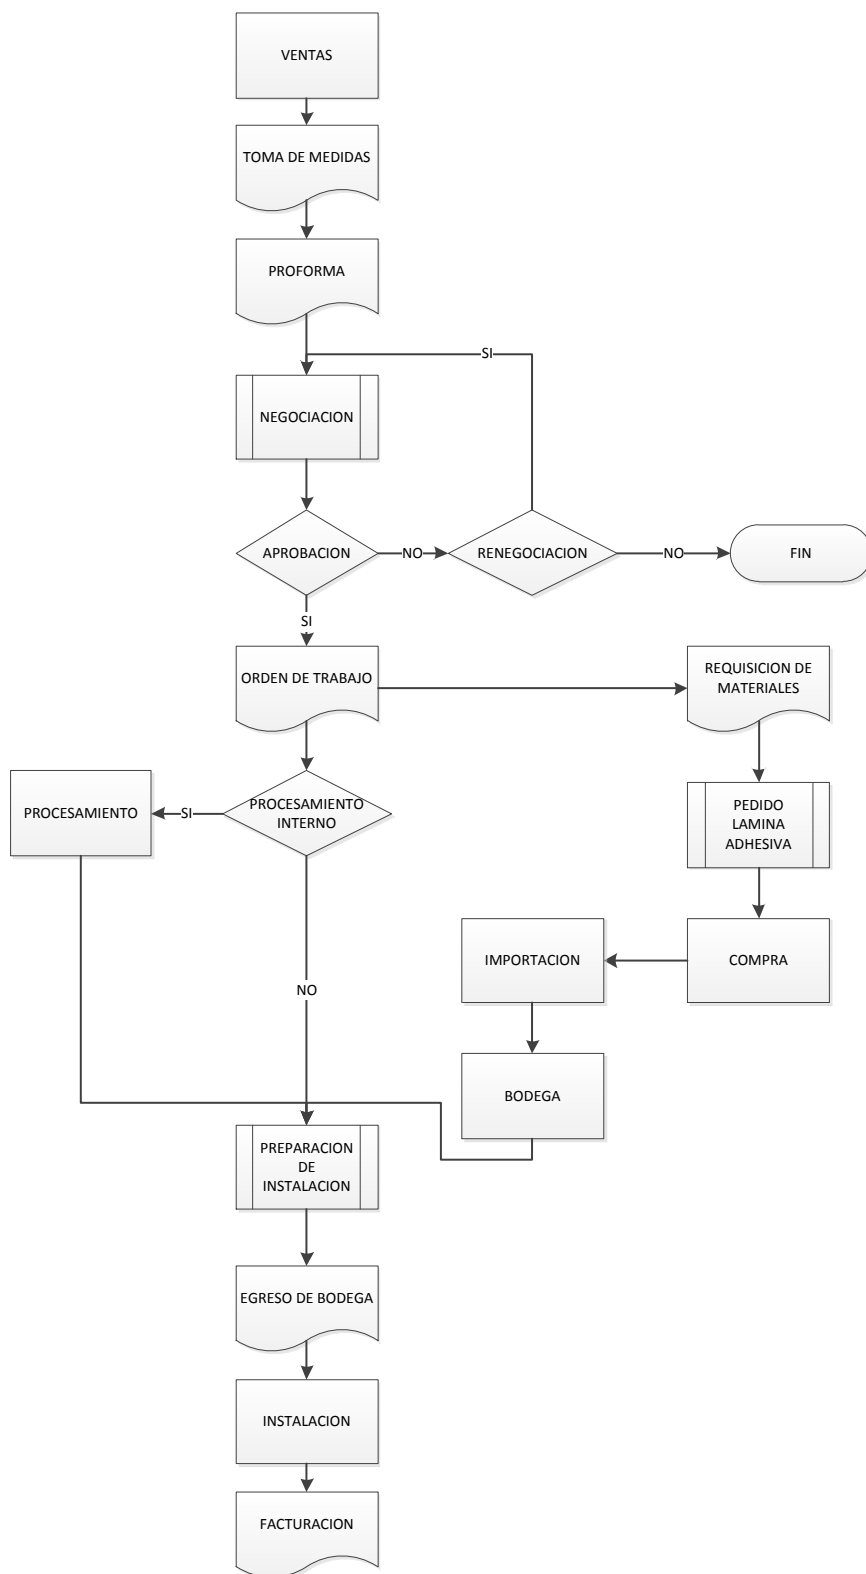 VENTAS
TOMA DE MEDIDAS
PROFORMA
SI
NEGOCIACION
APROBACION
NO
RENEGOCIACION
NO
FIN
SI
ORDEN DE TRABAJO
REQUISICION DE
MATERIALES
PROCESAMIENTO
SI
PROCESAMIENTO
INTERNO
PEDIDO
LAMINA
ADHESIVA
IMPORTACION
COMPRA
NO
BODEGA
PREPARACION
DE
INSTALACION
EGRESO DE BODEGA
INSTALACION
FACTURACION